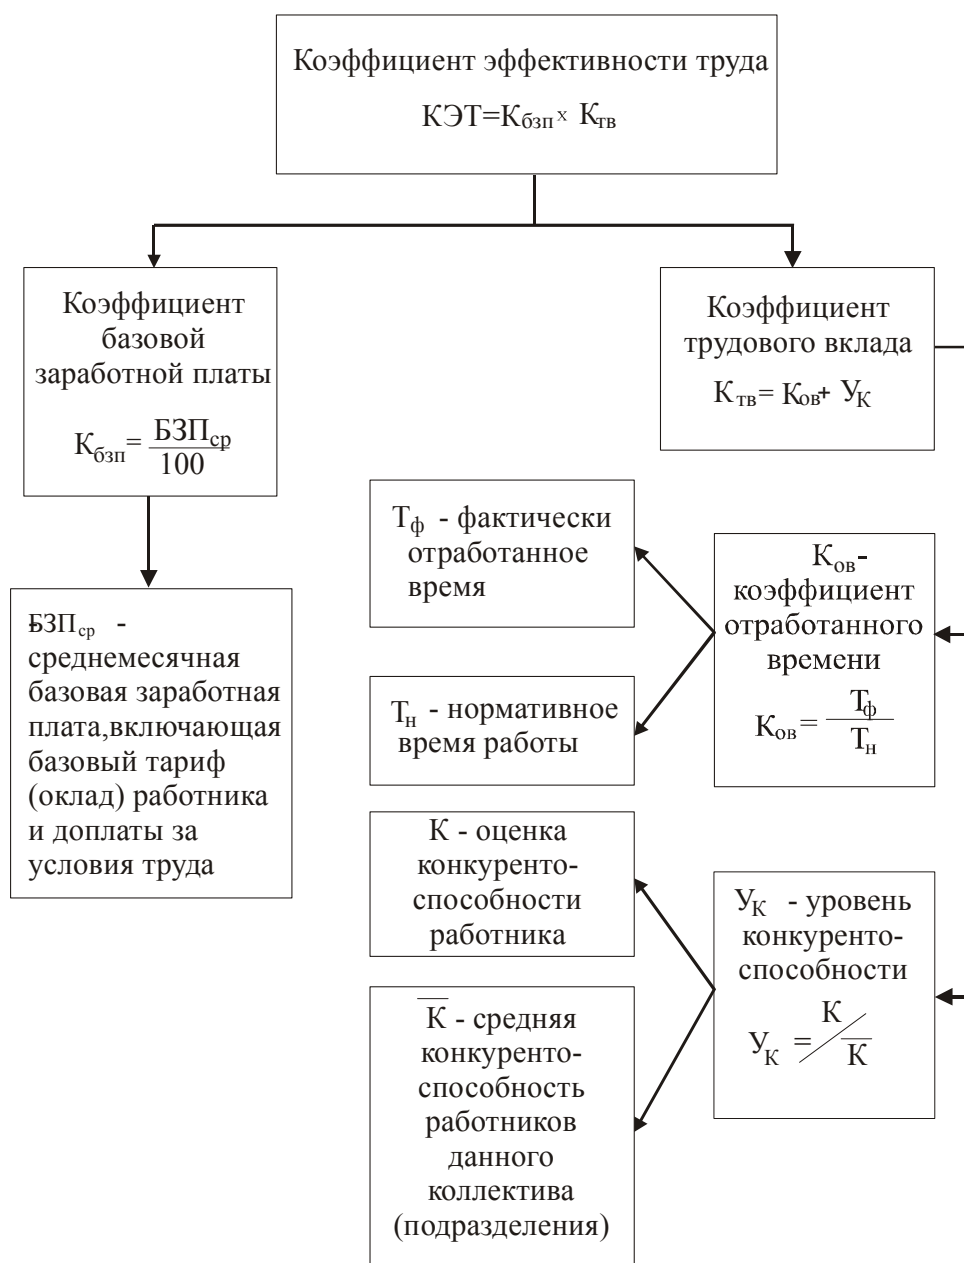 Коэффициент эффективности труда
КЭТ=Кбзп х Ктв
Коэффициент
базовой
заработной платы
Кбзп= БЗПср
100
Коэффициент
трудового вклада
К тв= Ков+ УК
БЗПср -
среднемесячная
базовая заработная
плата,включающая
базовый тариф
(оклад) работника
и доплаты за
условия труда
Тф - фактически
отработанное
время
Тн - нормативное
время работы
Ков-
коэффициент
отработанного
времени
Ков= Тф
Тн
К - оценка
конкуренто-
способности
работника
К - средняя
конкуренто-
способность
работников
данного
коллектива
(подразделения)
УК - уровень
конкуренто-
способности
УК = К/К